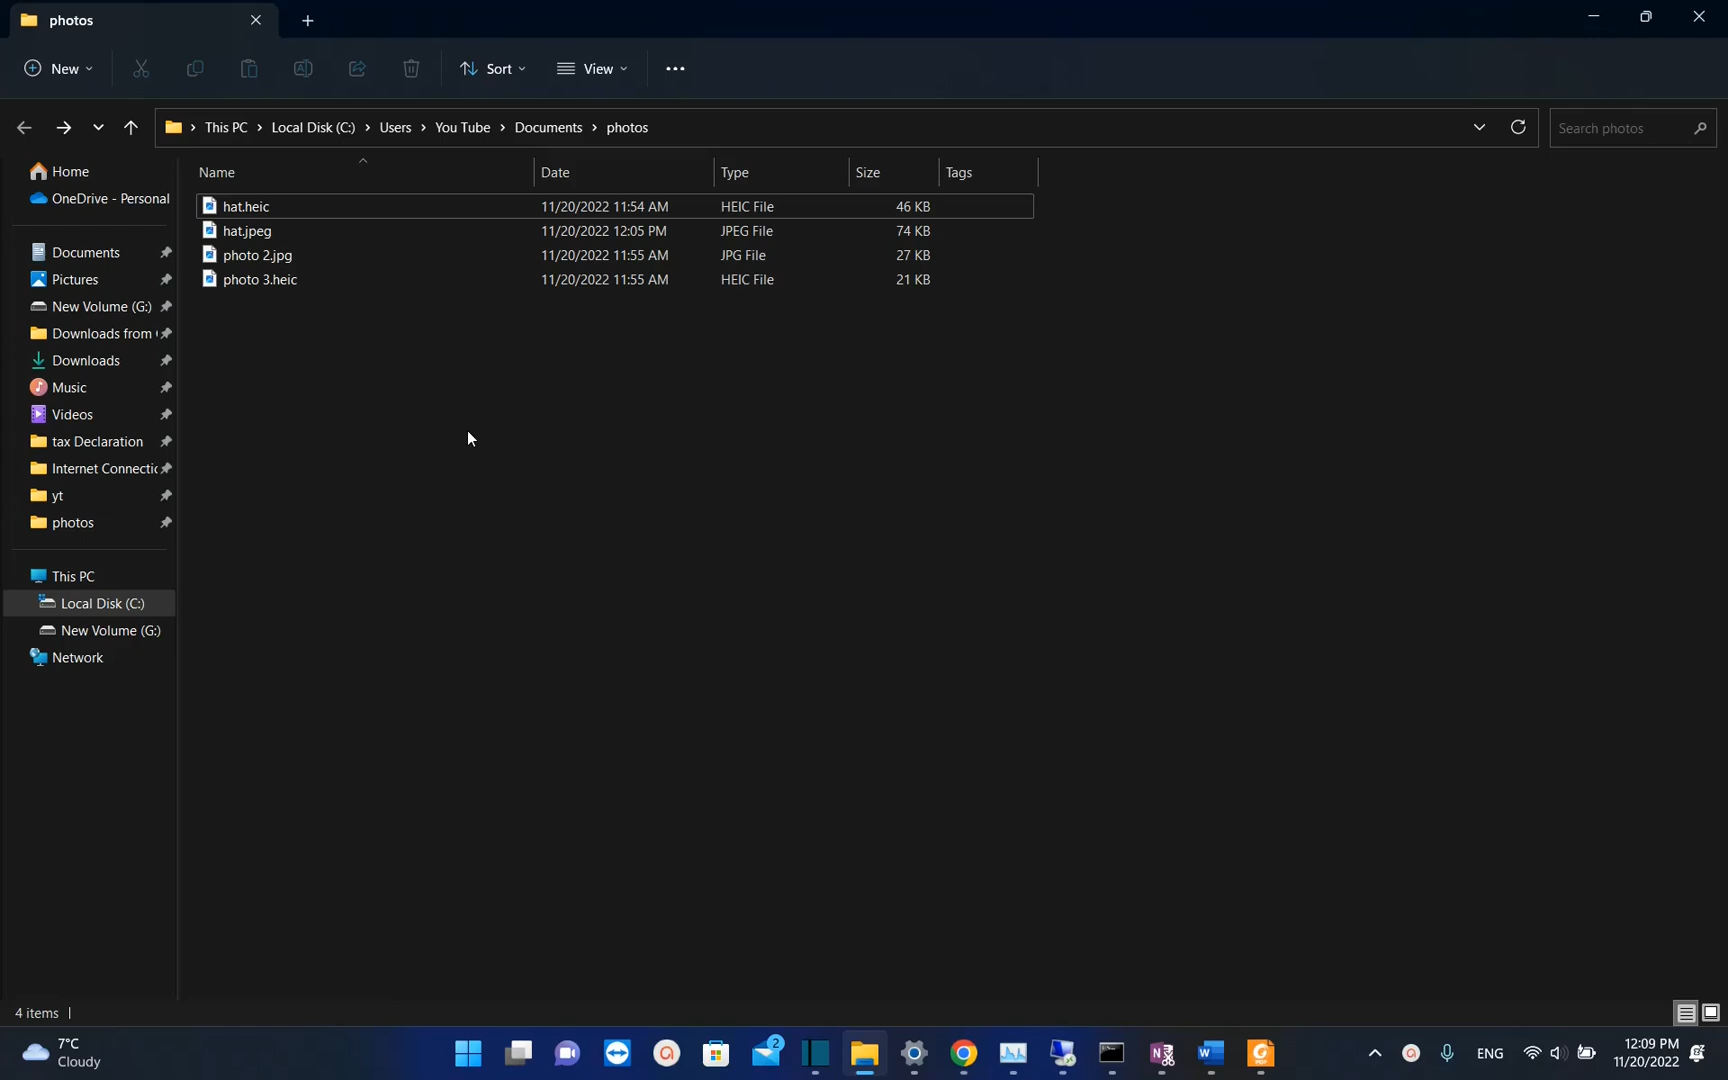 photos
New
Sort
View
This PC
Local Disk (C:)
Users
You Tube
Documents
photos
Search photos
Home
OneDrive - Personal
Documents
Pictures
New Volume (G:)
Downloads from
Downloads
Music
Videos
tax Declaration
Internet Connectic
yt
photos
This PC
Local Disk (C:)
New Volume (G:)
Network
Name Date Type Size Tags
hat.heic 11/20/2022 11:54 AM HEIC File 46 KB
hat.jpeg 11/20/2022 12:05 PM JPEG File 74 KB
photo 2.jpg 11/20/2022 11:55 AM JPG File 27 KB
photo 3.heic 11/20/2022 11:55 AM HEIC File 21 KB
4 items
7°C
Cloudy
2
ENG
12:09 PM
11/20/2022